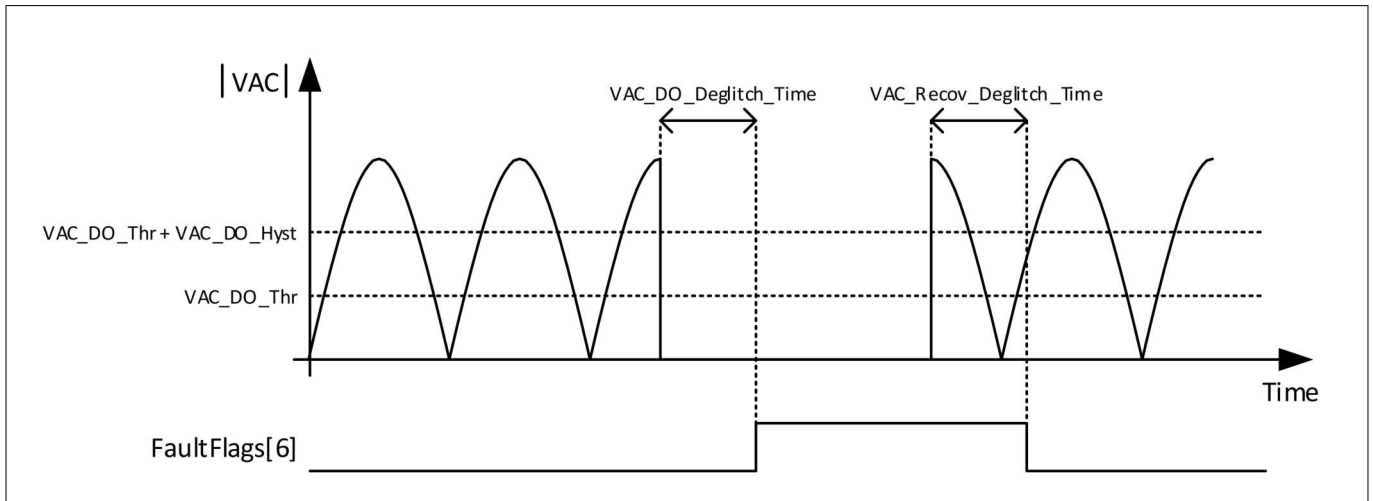 |VAC|
VAC_DO_Deglitch_Time
VAC_Recov_Deglitch_Time
VAC_DO_Thr + VAC_DO_Hyst
VAC_DO_Thr
Time
FaultFlags[6]